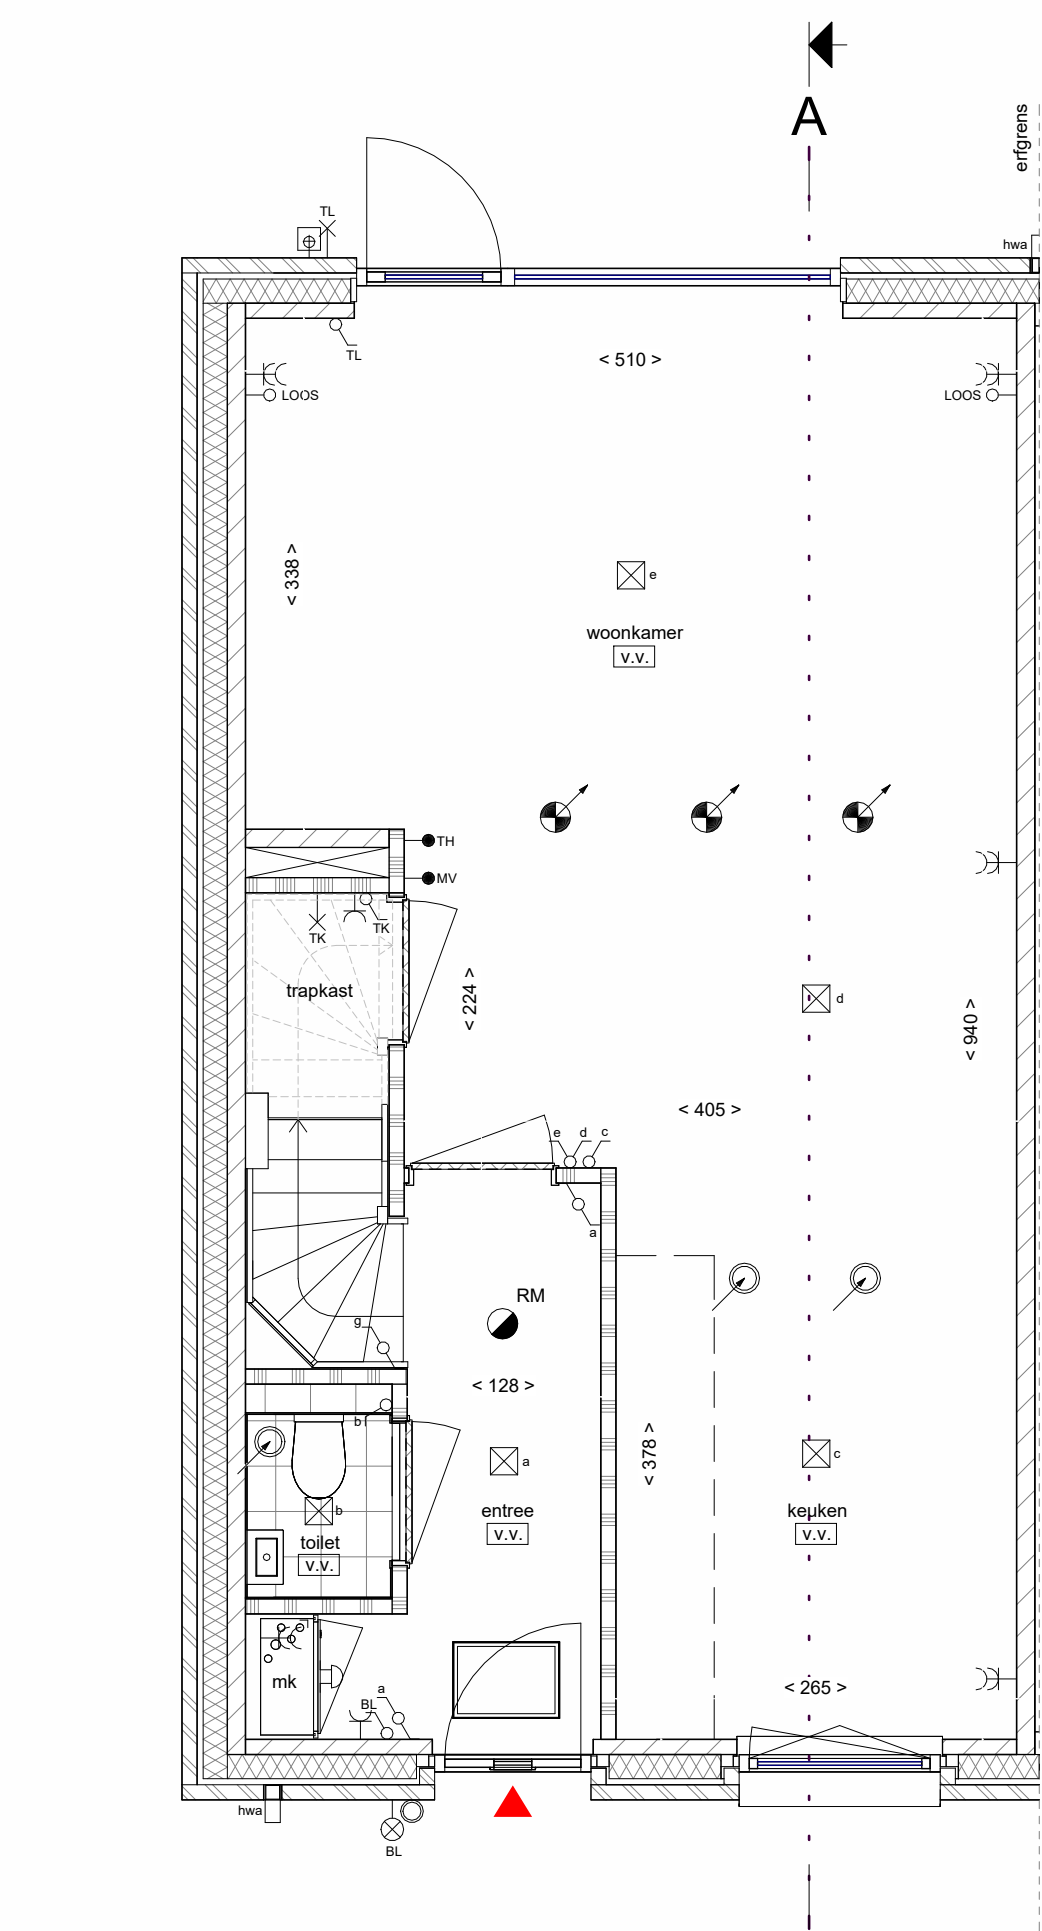 A
erfgrens
TL
hwa
TL
< 510 >
LOOS
LOOS
< 338 >
e
woonkamer
v.v.
TH
MV
TK
TK
trapkast
< 224 >
d
< 940 >
< 405 >
e d c
a
RM
g
< 128 >
b
< 378 >
a
c
b
entree
v.v.
keuken
v.v.
toilet
v.v.
mk
a
BL
< 265 >
hwa
BL